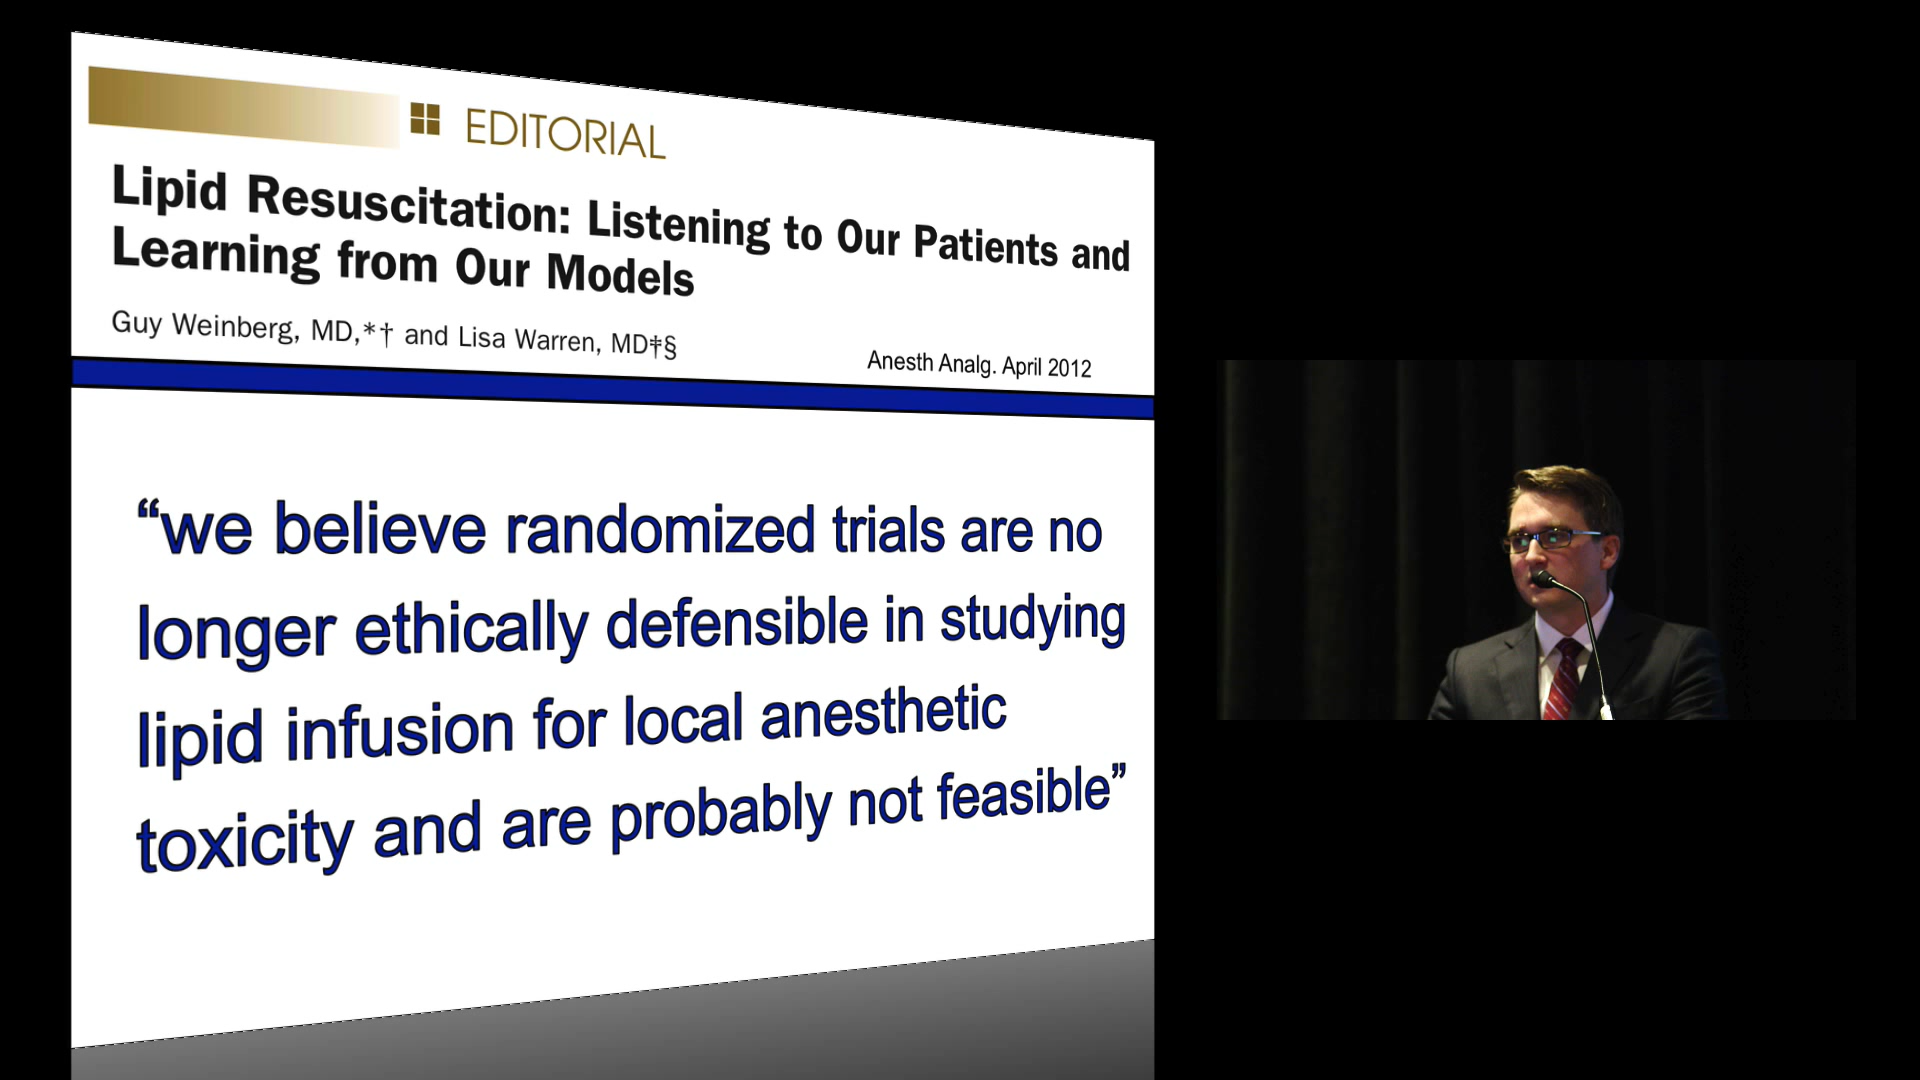 EDITORIAL
Lipid Resuscitation: Listening to Our Patients and
Learning from Our Models
Guy Weinberg, MD,*† and Lisa Warren, MD‡§
Anesth Analg. April 2012
“we believe randomized trials are no
longer ethically defensible in studying
lipid infusion for local anesthetic
toxicity and are probably not feasible”